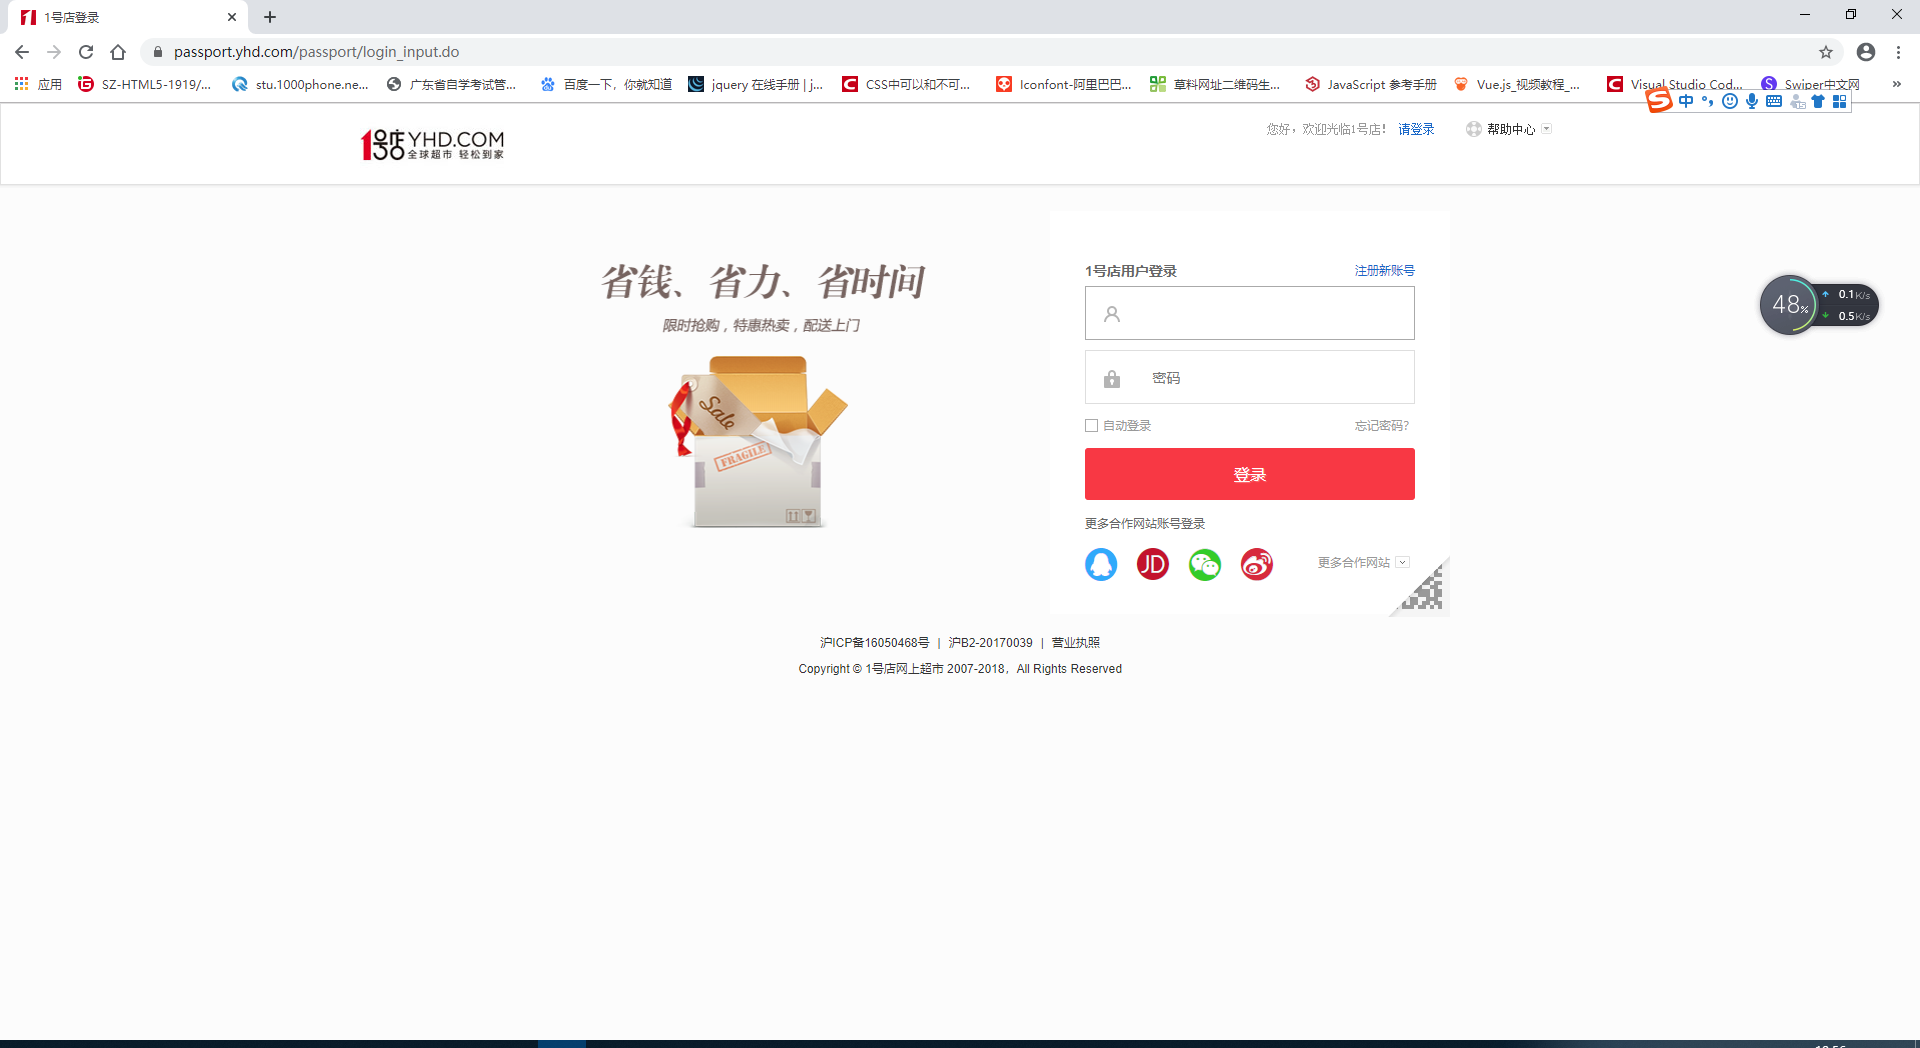 1号店登录
passport.yhd.com/passport/login_input.do
应用
SZ-HTML5-1919/...
stu.1000phone.ne...
广东省自学考试管...
百度一下，你就知道
jquery 在线手册 | j...
CSS中可以和不可...
Iconfont-阿里巴巴...
草料网址二维码生...
JavaScript 参考手册
Vue.js_视频教程_...
Visual Studio Cod...
Swiper中文网
»
中
1号店 YHD.COM
全球超市 轻松到家
您好，欢迎光临1号店！ 请登录
帮助中心
省钱、省力、省时间
限时抢购，特惠热卖，配送上门
Sale
FRAGILE
1号店用户登录
注册新账号
密码
自动登录
忘记密码?
登录
更多合作网站账号登录
JD
更多合作网站
48%
0.1K/s
0.5K/s
沪ICP备16050468号 | 沪B2-20170039 | 营业执照
Copyright © 1号店网上超市 2007-2018，All Rights Reserved